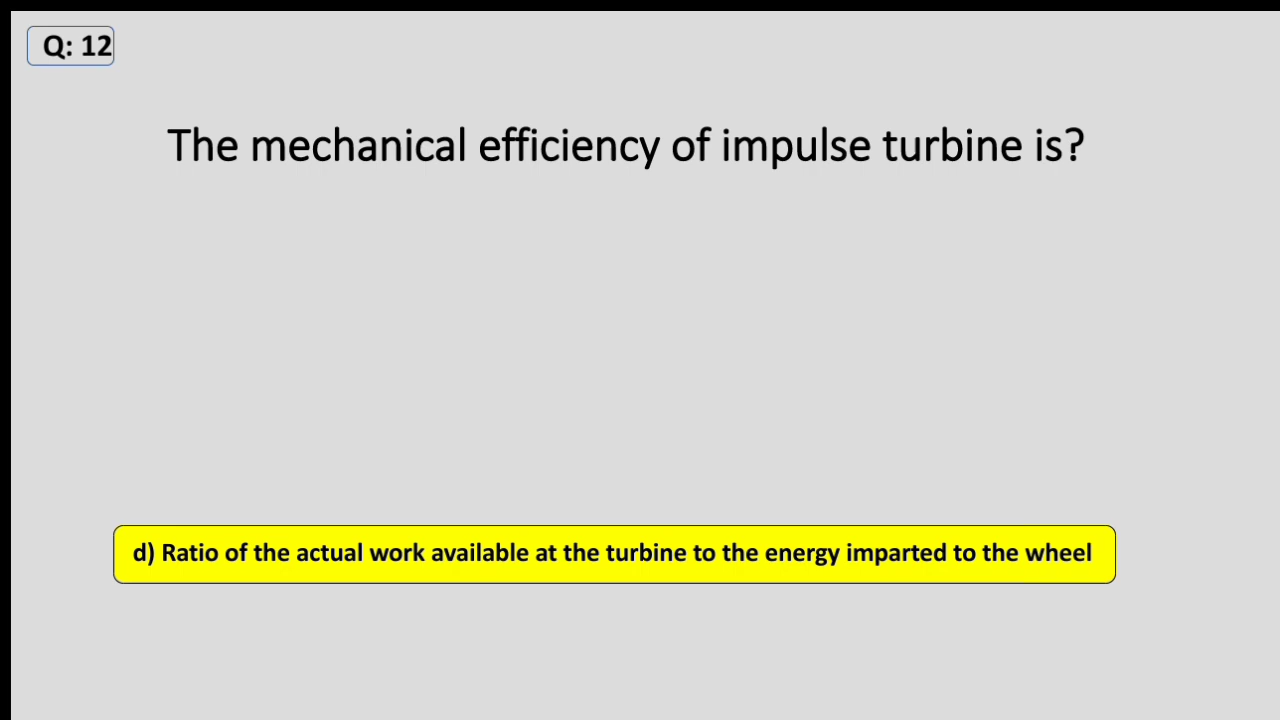 Q: 12
The mechanical efficiency of impulse turbine is?
d) Ratio of the actual work available at the turbine to the energy imparted to the wheel